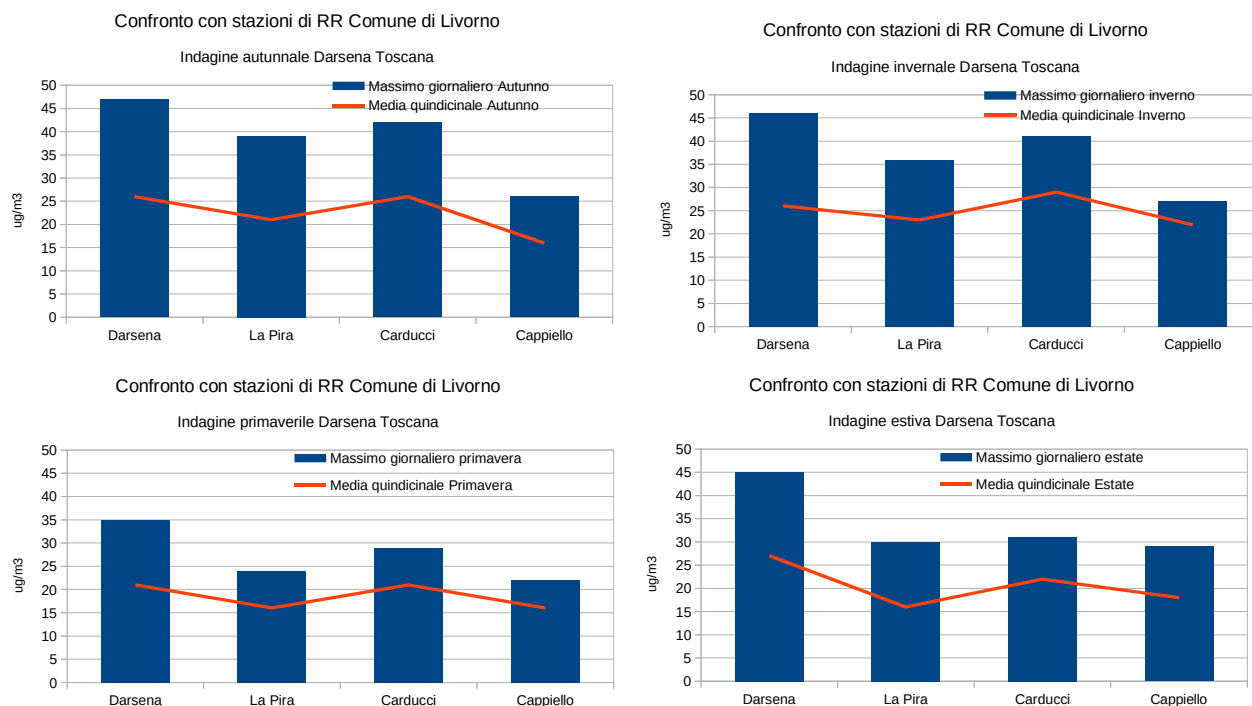 Confronto con stazioni di RR Comune di Livorno
Indagine autunnale Darsena Toscana
Massimo giornaliero Autunno
Media quindicinale Autunno
ug/m3
50
45
40
35
30
25
20
15
10
5
0
Darsena La Pira Carducci Cappiello
Confronto con stazioni di RR Comune di Livorno
Indagine invernale Darsena Toscana
Massimo giornaliero inverno
Media quindicinale Inverno
ug/m3
50
45
40
35
30
25
20
15
10
5
0
Darsena La Pira Carducci Cappiello
Confronto con stazioni di RR Comune di Livorno
Indagine primaverile Darsena Toscana
Massimo giornaliero primavera
Media quindicinale Primavera
ug/m3
50
45
40
35
30
25
20
15
10
5
0
Darsena La Pira Carducci Cappiello
Confronto con stazioni di RR Comune di Livorno
Indagine estiva Darsena Toscana
Massimo giornaliero estate
Media quindicinale Estate
ug/m3
50
45
40
35
30
25
20
15
10
5
0
Darsena La Pira Carducci Cappiello